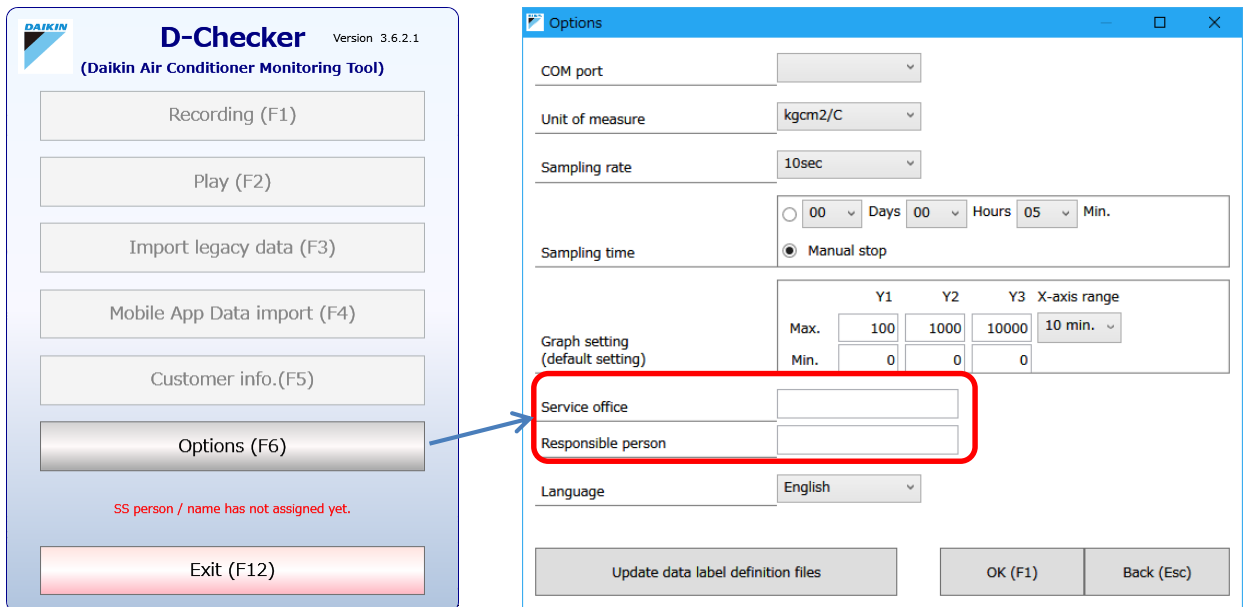 DAIKIN
D-Checker Version 3.6.2.1
(Daikin Air Conditioner Monitoring Tool)
Recording (F1)
Play (F2)
Import legacy data (F3)
Mobile App Data import (F4)
Customer info.(F5)
Options (F6)
SS person / name has not assigned yet.
Exit (F12)
Options
COM port
Unit of measure kgcm2/C
Sampling rate 10sec
00 Days 00 Hours 05 Min.
Sampling time
Manual stop
Y1 Y2 Y3 X-axis range
Max. 100 1000 10000 10 min.
Graph setting
(default setting)
Min. 0 0 0
Service office
Responsible person
Language English
Update data label definition files OK (F1) Back (Esc)